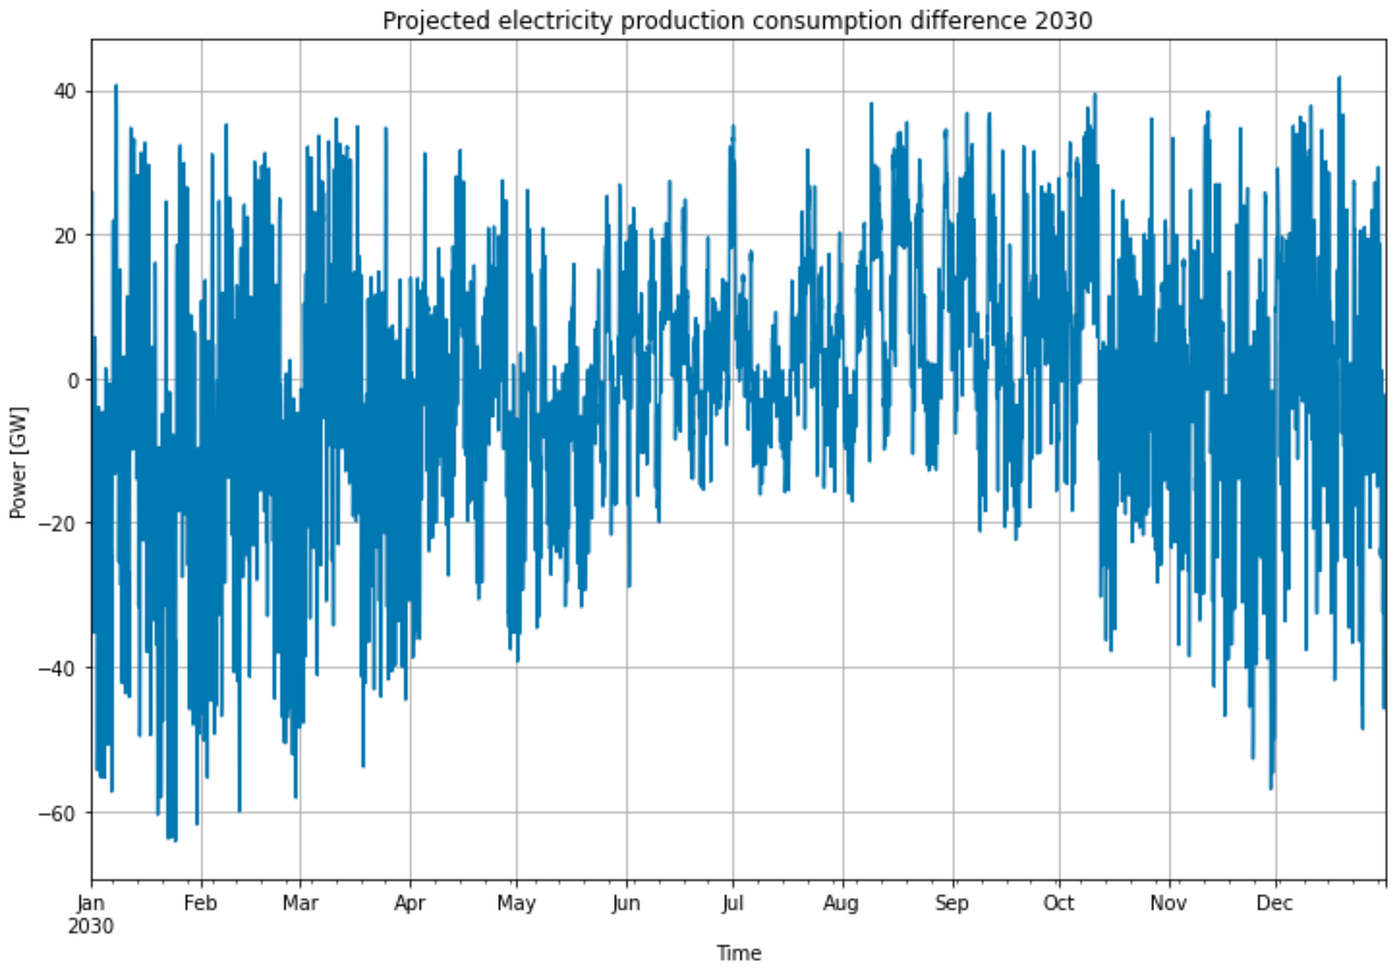 Projected electricity production consumption difference 2030
Power [GW]
40
20
0
−20
−40
−60
Jan Feb Mar Apr May Jun Jul Aug Sep Oct Nov Dec
2030
Time